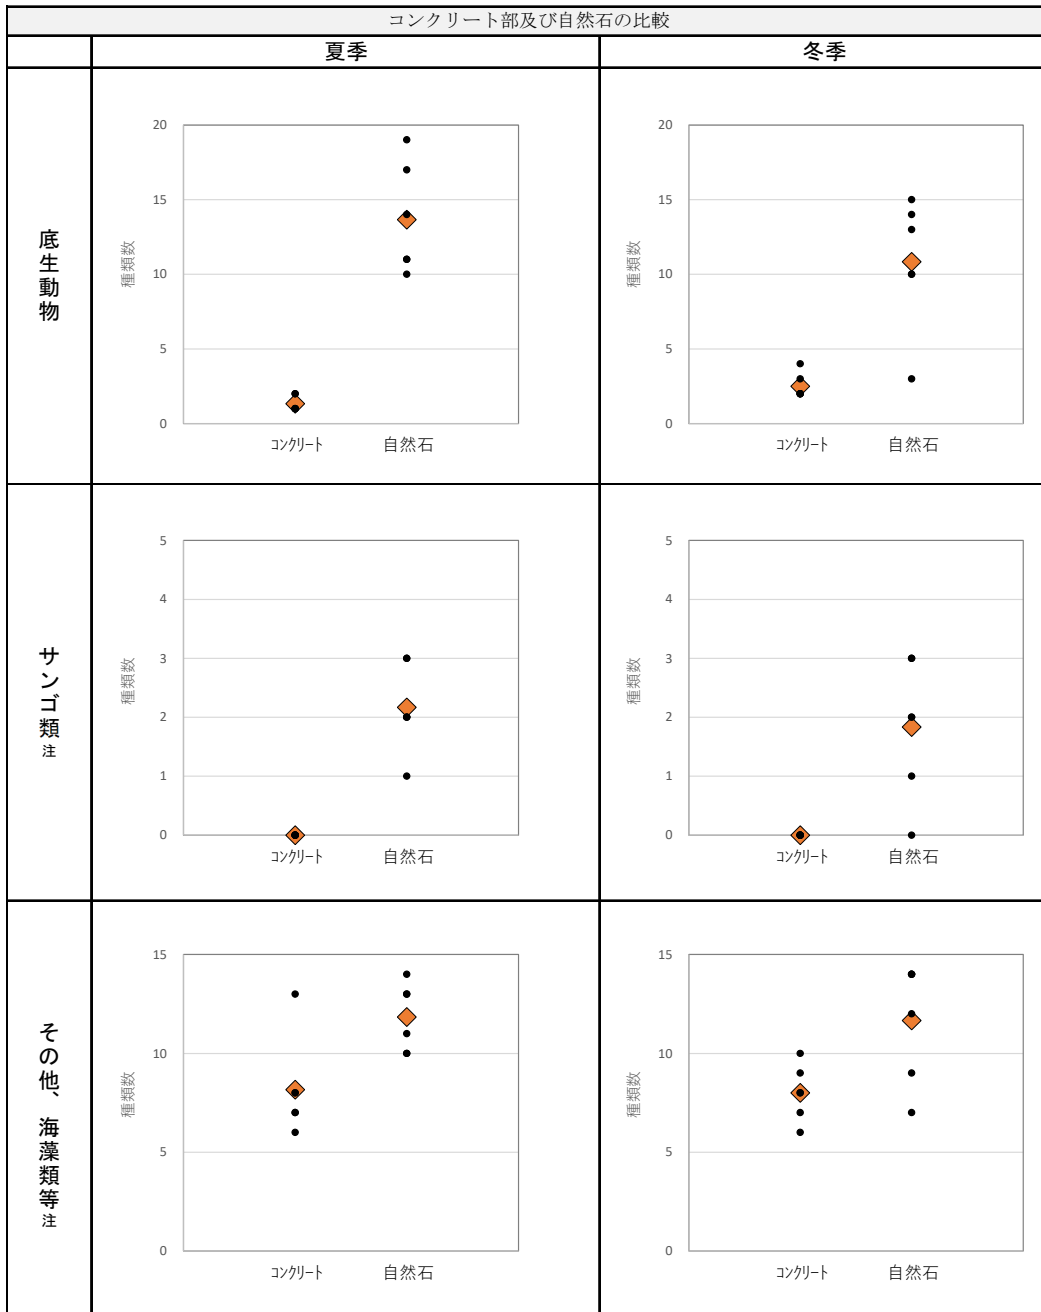 コンクリート部及び自然石の比較
夏季
冬季
底生動物
20
15
10
5
0
種類数
コンクリート
自然石
20
15
10
5
0
種類数
コンクリート
自然石
サンゴ類注
5
4
3
2
1
0
種類数
コンクリート
自然石
5
4
3
2
1
0
種類数
コンクリート
自然石
その他、海藻類等注
15
10
5
0
種類数
コンクリート
自然石
15
10
5
0
種類数
コンクリート
自然石